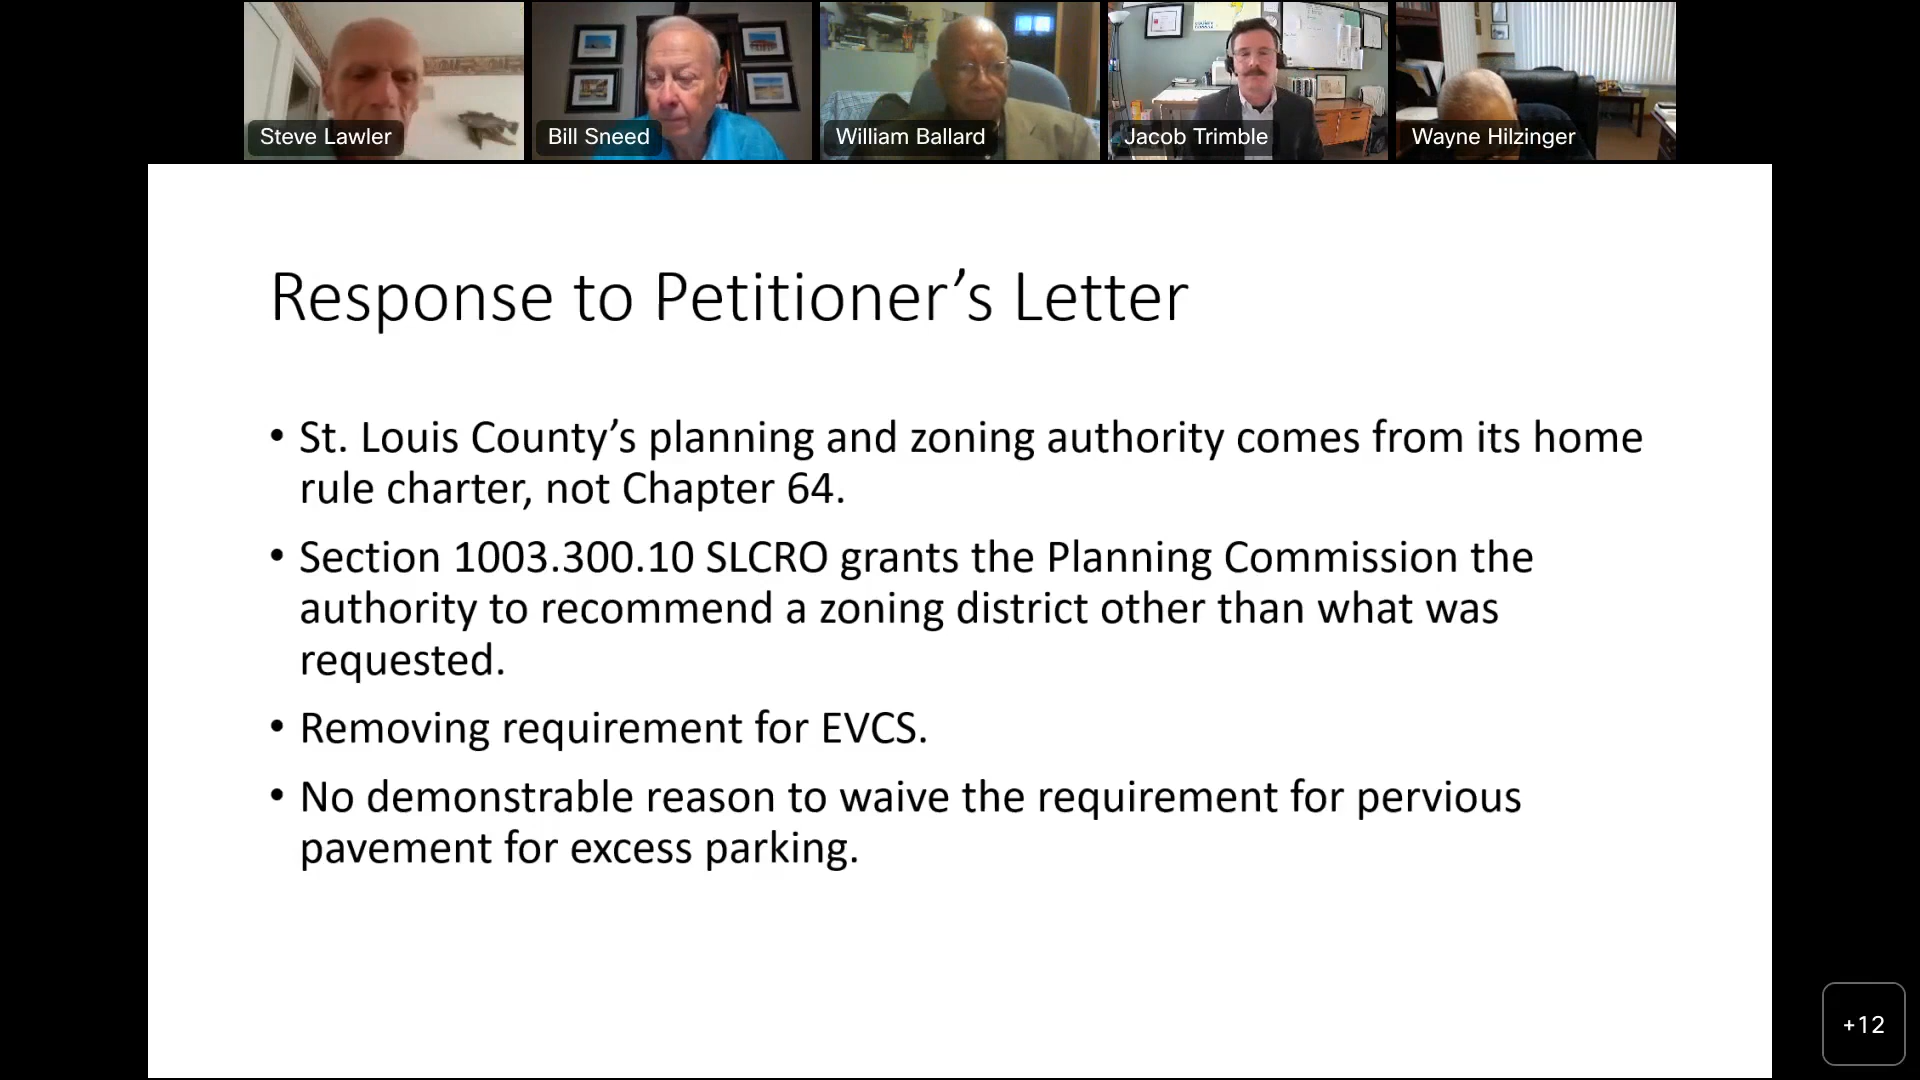 Steve Lawler
Bill Sneed
William Ballard
Jacob Trimble
Wayne Hilzinger
Response to Petitioner’s Letter
• St. Louis County’s planning and zoning authority comes from its home
rule charter, not Chapter 64.
• Section 1003.300.10 SLCRO grants the Planning Commission the
authority to recommend a zoning district other than what was
requested.
• Removing requirement for EVCS.
• No demonstrable reason to waive the requirement for pervious
pavement for excess parking.
+12